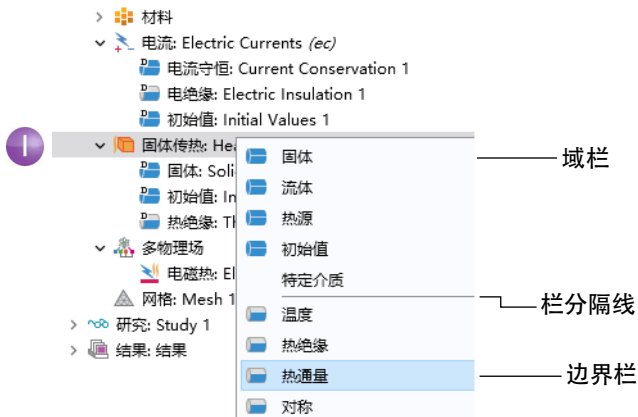 材料
电流: Electric Currents (ec)
电流守恒: Current Conservation 1
电绝缘: Electric Insulation 1
初始值: Initial Values 1
I
固体传热: Hea
固体: Soli
初始值: In
热绝缘: Th
多物理场
电磁热: El
网格: Mesh 1
研究: Study 1
结果: 结果
固体
流体
热源
初始值
特定介质
温度
热绝缘
热通量
对称
域栏
栏分隔线
边界栏